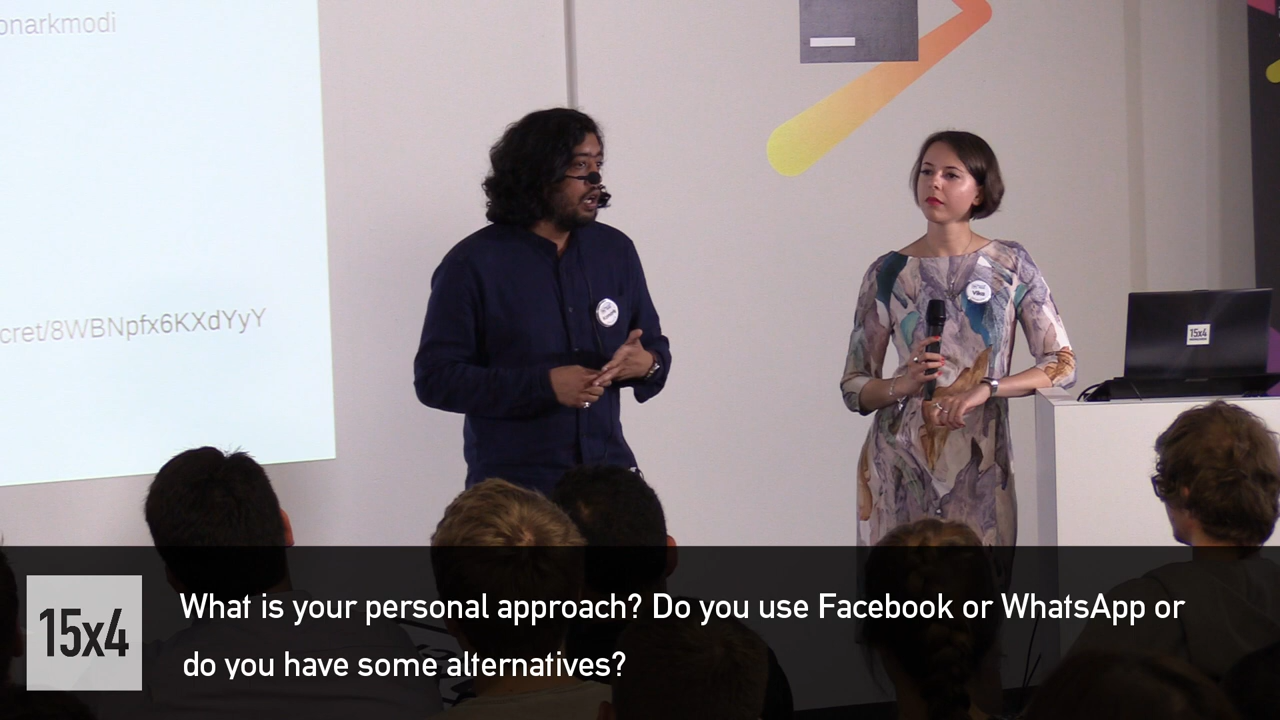 onarkmodi
cret/8WBNpfx6KXdYyY
Vika
15x4
15x4
What is your personal approach? Do you use Facebook or WhatsApp or
do you have some alternatives?